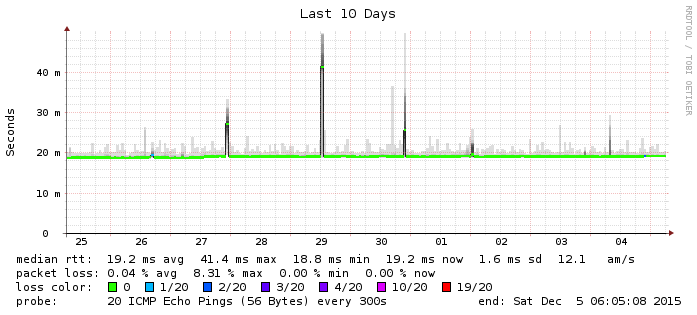 Last 10 Days
RRDTOOL / TOBI OETIKER
Seconds
40 m
30 m
20 m
10 m
0
25 26 27 28 29 30 01 02 03 04
median rtt: 19.2 ms avg 41.4 ms max 18.8 ms min 19.2 ms now 1.6 ms sd 12.1 am/s
packet loss: 0.04 % avg 8.31 % max 0.00 % min 0.00 % now
loss color: 0 1/20 2/20 3/20 4/20 10/20 19/20
probe: 20 ICMP Echo Pings (56 Bytes) every 300s end: Sat Dec 5 06:05:08 2015